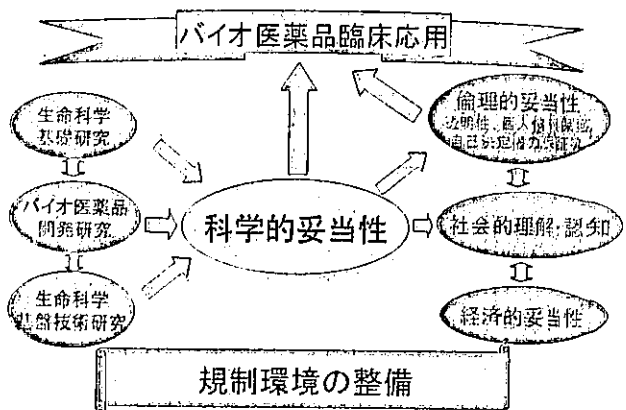 バイオ医薬品臨床応用
生命科学
基礎研究
バイオ医薬品
開発研究
生命科学
基盤技術研究
科学的妥当性
倫理的妥当性
社会的理解・認知
経済的妥当性
規制環境の整備